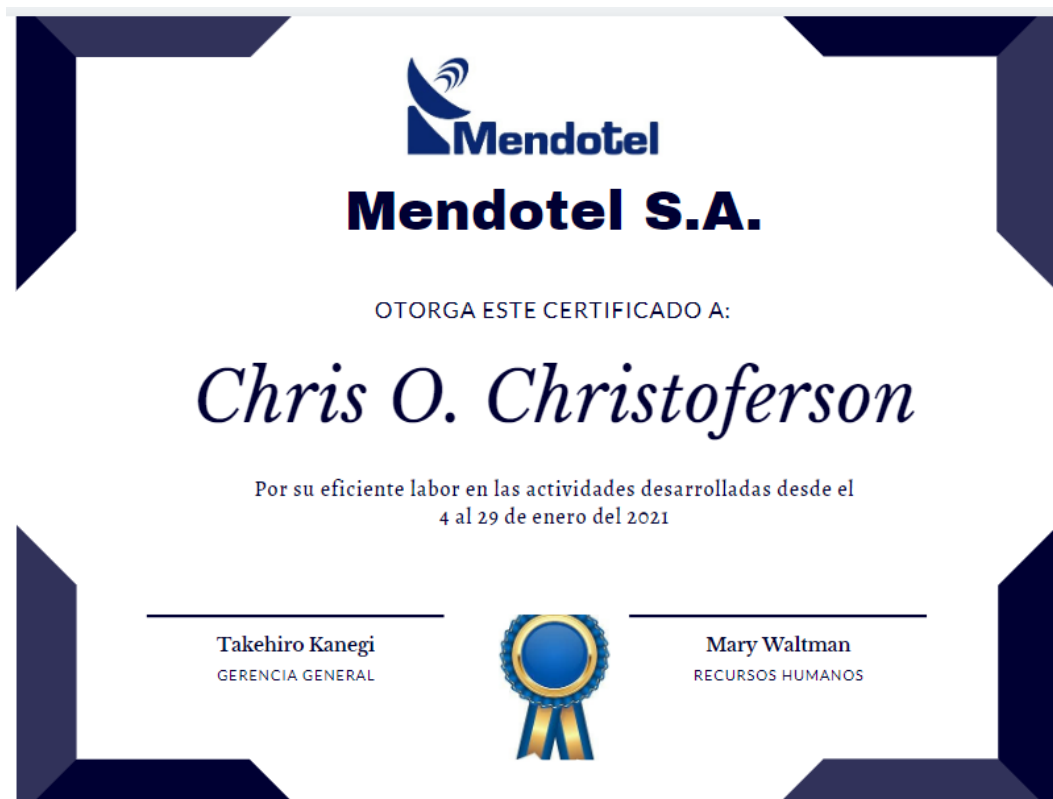 Mendotel
Mendotel S.A.
OTORGA ESTE CERTIFICADO A:
Chris O. Christoferson
Por su eficiente labor en las actividades desarrolladas desde el
4 al 29 de enero del 2021
Takehiro Kanegi
GERENCIA GENERAL
Mary Waltman
RECURSOS HUMANOS